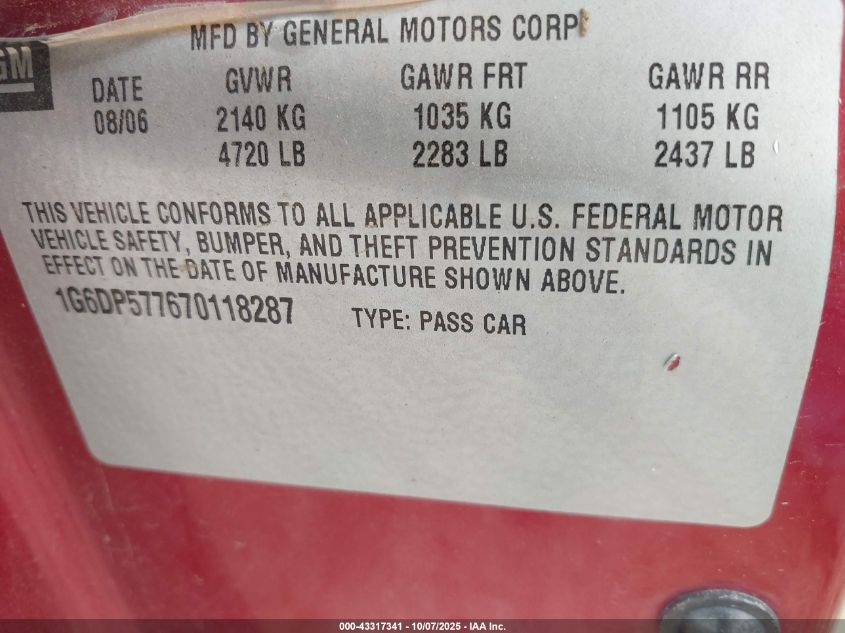 MFD BY GENERAL MOTORS CORP
GM
DATE GVWR GAWR FRT GAWR RR
08/06 2140 KG 1035 KG 1105 KG
4720 LB 2283 LB 2437 LB
THIS VEHICLE CONFORMS TO ALL APPLICABLE U.S. FEDERAL MOTOR
VEHICLE SAFETY, BUMPER, AND THEFT PREVENTION STANDARDS IN
EFFECT ON THE DATE OF MANUFACTURE SHOWN ABOVE.
1G6DP577670118287 TYPE: PASS CAR
000-43317341 - 10/07/2025 - IAA Inc.